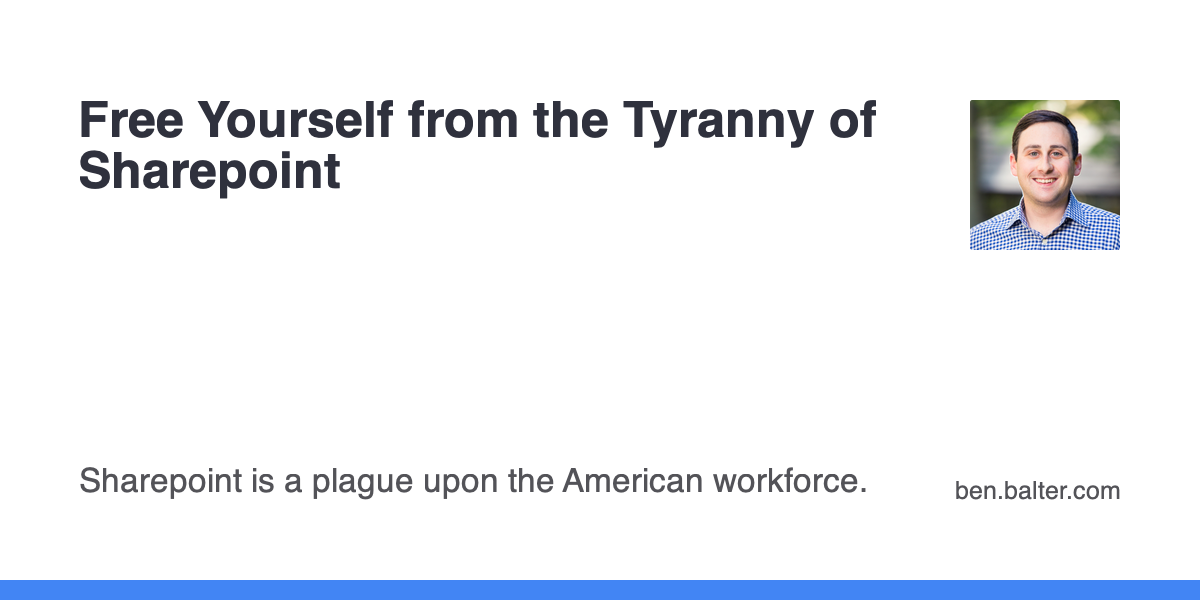 Free Yourself from the Tyranny of
Sharepoint
Sharepoint is a plague upon the American workforce.
ben.balter.com